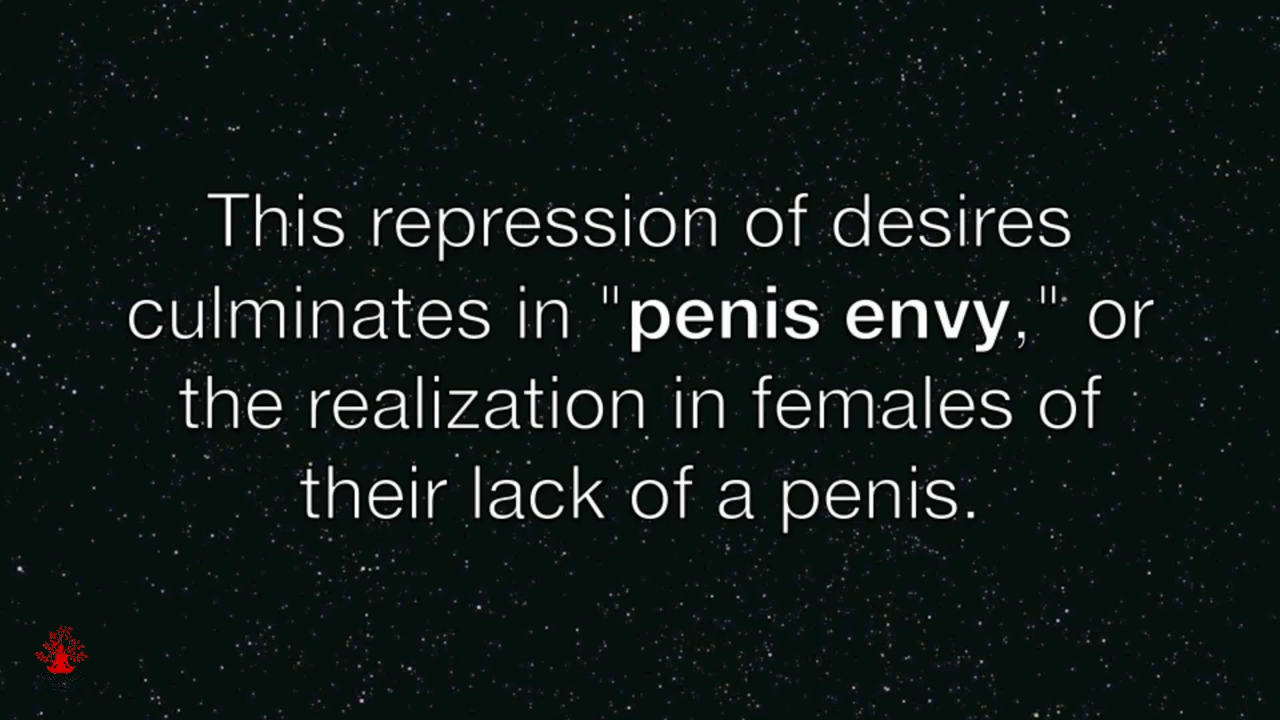 This repression of desires
culminates in "penis envy," or
the realization in females of
their lack of a penis.